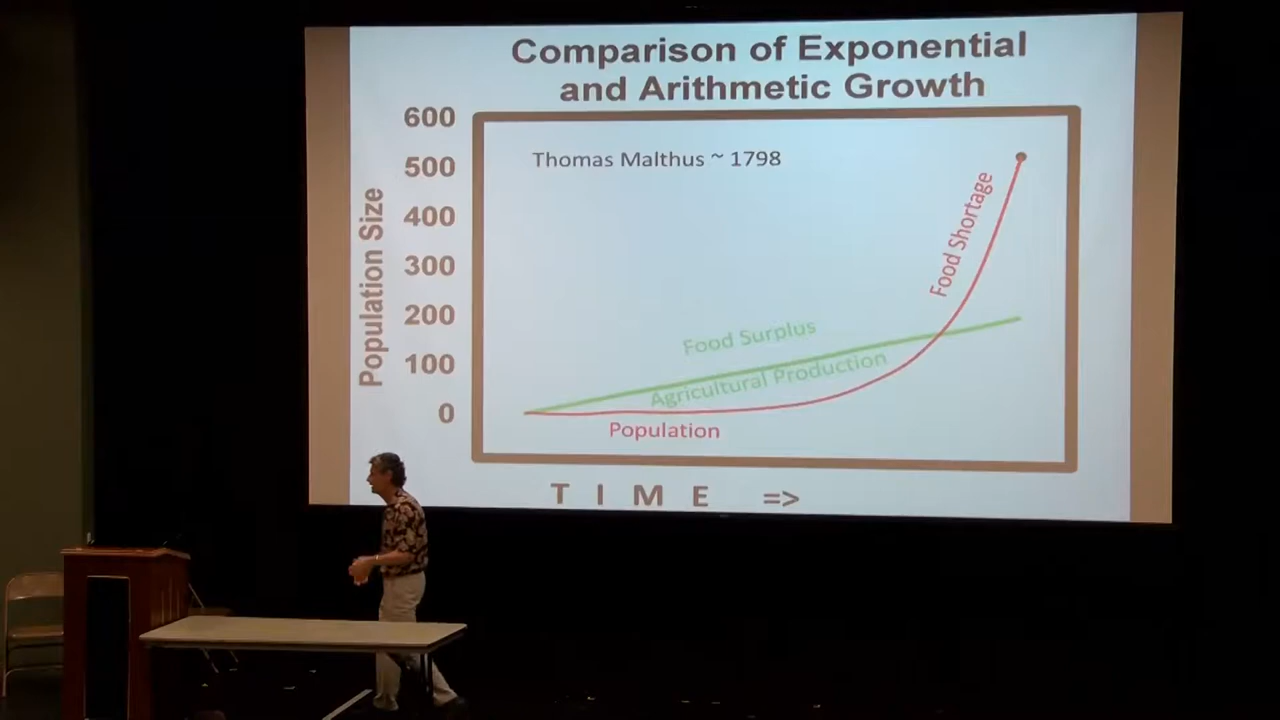 Comparison of Exponential
and Arithmetic Growth
Population Size
600
500
400
300
200
100
0
Thomas Malthus ~ 1798
Food Shortage
Food Surplus
Agricultural Production
Population
T I M E =>